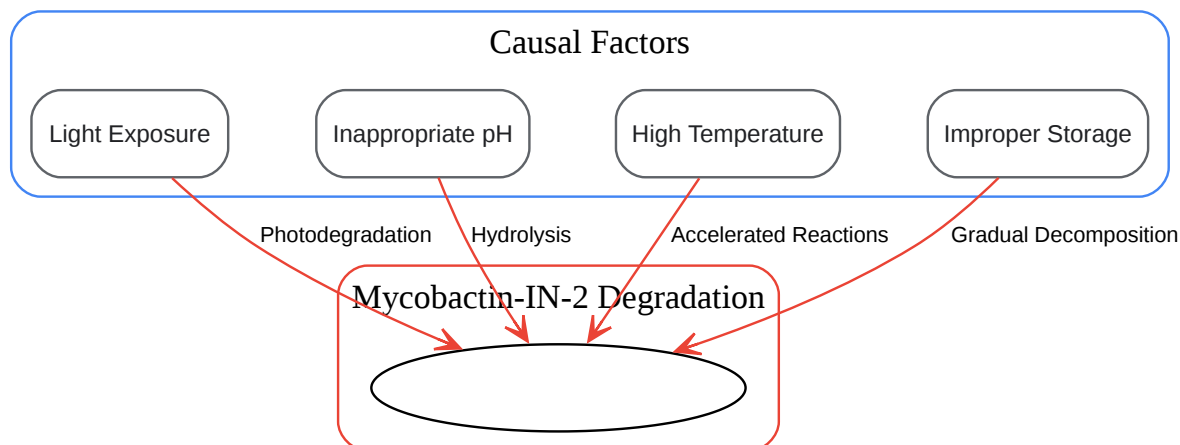 Causal Factors
Light Exposure
Inappropriate pH
High Temperature
Improper Storage
Photodegradation
Hydrolysis
Accelerated Reactions
Gradual Decomposition
Mycobactin-IN-2 Degradation